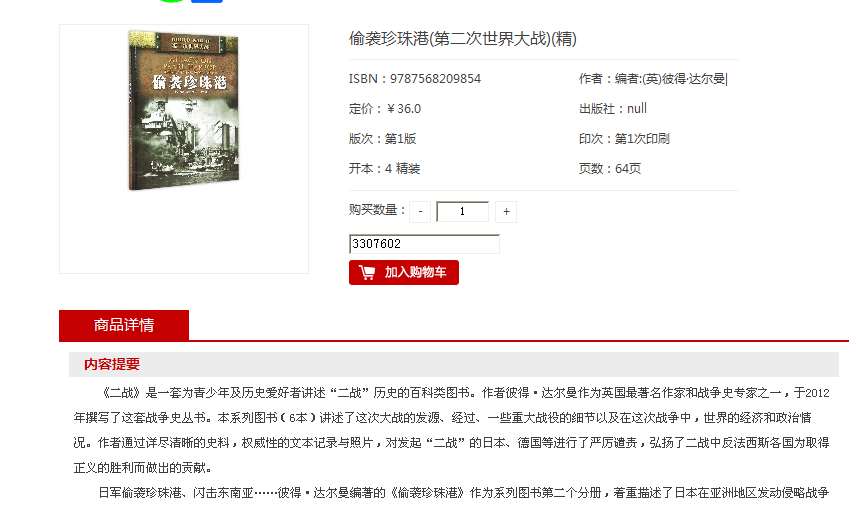 偷袭珍珠港(第二次世界大战)(精)
偷袭珍珠港
ISBN：9787568209854
作者：编者:(英)彼得·达尔曼|
定价：￥36.0
出版社：null
版次：第1版
印次：第1次印刷
开本：4 精装
页数：64页
购买数量： - 1 +
3307602
加入购物车
商品详情
内容提要
《二战》是一套为青少年及历史爱好者讲述“二战”历史的百科类图书。作者彼得·达尔曼作为英国最著名作家和战争史专家之一，于2012
年撰写了这套战争史丛书。本系列图书（6本）讲述了这次大战的发源、经过、一些重大战役的细节以及在这次战争中，世界的经济和政治情
况。作者通过详尽清晰的史料，权威性的文本记录与照片，对发起“二战”的日本、德国等进行了严厉谴责，弘扬了二战中反法西斯各国为取得
正义的胜利而做出的贡献。
日军偷袭珍珠港、闪击东南亚……彼得·达尔曼编著的《偷袭珍珠港》作为系列图书第二个分册，着重描述了日本在亚洲地区发动侵略战争